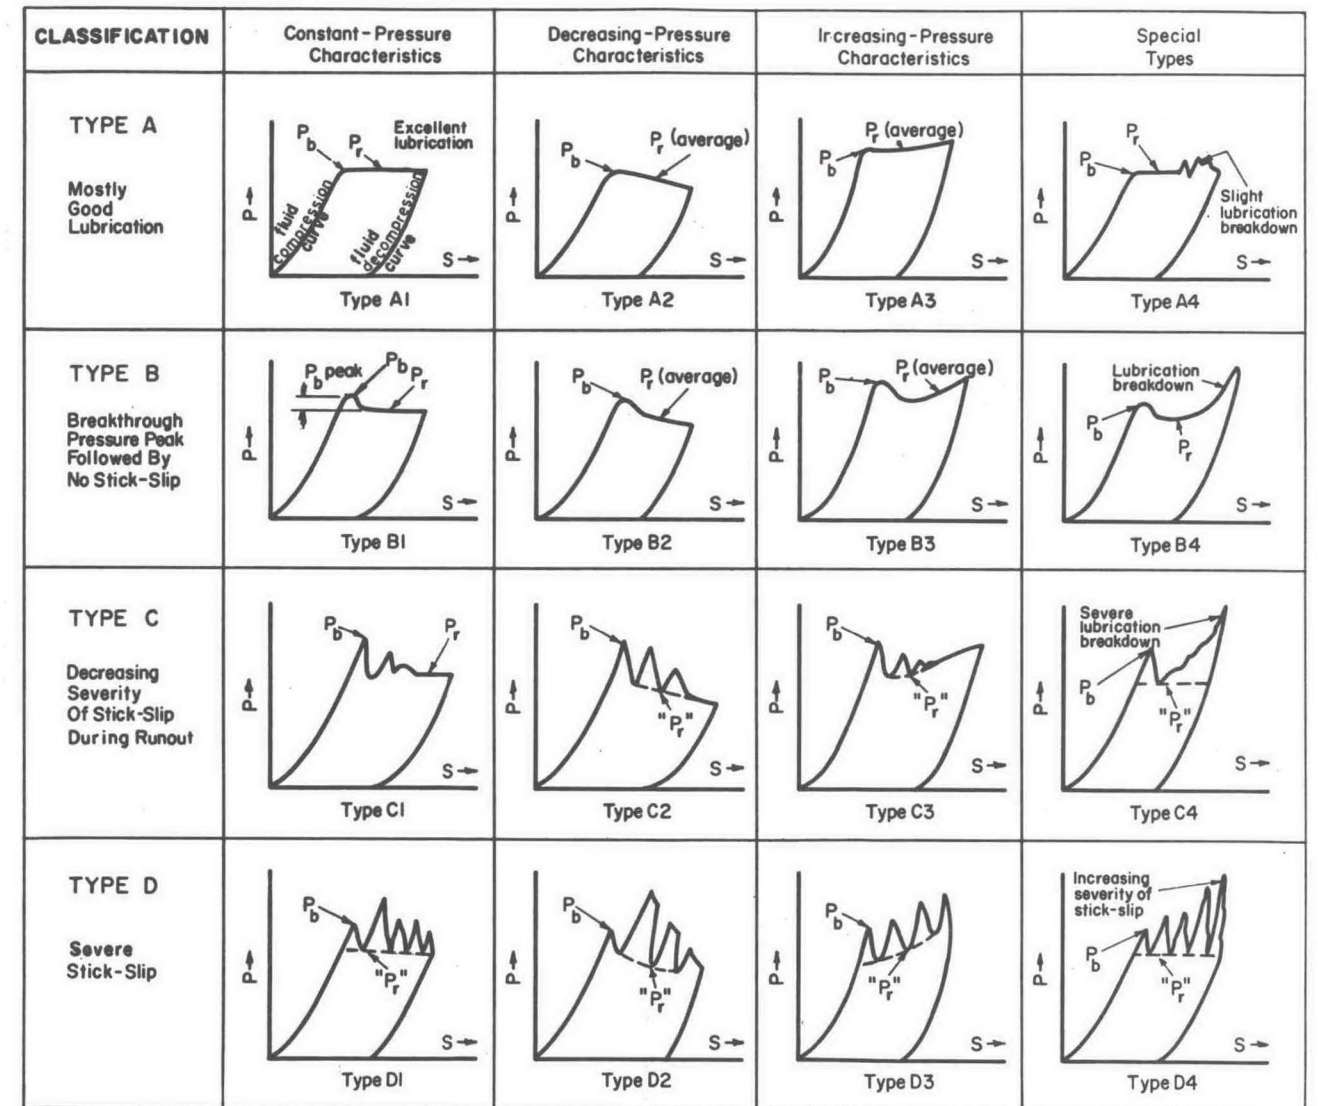 CLASSIFICATION
Constant-Pressure
Characteristics
Decreasing-Pressure
Characteristics
Increasing-Pressure
Characteristics
Special
Types
TYPE A
Mostly
Good
Lubrication
Pb
Pr
Excellent
lubrication
fluid
compression
curve
fluid
decompression
curve
P→
S→
Type A1
Pb
Pr (average)
P→
S→
Type A2
Pb
Pr (average)
P→
S→
Type A3
Pb
Pr
Slight
lubrication
breakdown
P→
S→
Type A4
TYPE B
Breakthrough
Pressure Peak
Followed By
No Stick-Slip
Pb peak
Pb
Pr
P→
S→
Type B1
Pb
Pr (average)
P→
S→
Type B2
Pb
Pr (average)
P→
S→
Type B3
Lubrication
breakdown
Pb
Pr
P→
S→
Type B4
TYPE C
Decreasing
Severity
Of Stick-Slip
During Runout
Pb
Pr
P→
S→
Type C1
Pb
"Pr"
P→
S→
Type C2
Pb
"Pr"
P→
S→
Type C3
Severe
lubrication
breakdown
Pb
"Pr"
P→
S→
Type C4
TYPE D
Severe
Stick-Slip
Pb
"Pr"
P→
S→
Type D1
Pb
"Pr"
P→
S→
Type D2
Pb
"Pr"
P→
S→
Type D3
Increasing
severity of
stick-slip
Pb
"Pr"
P→
S→
Type D4